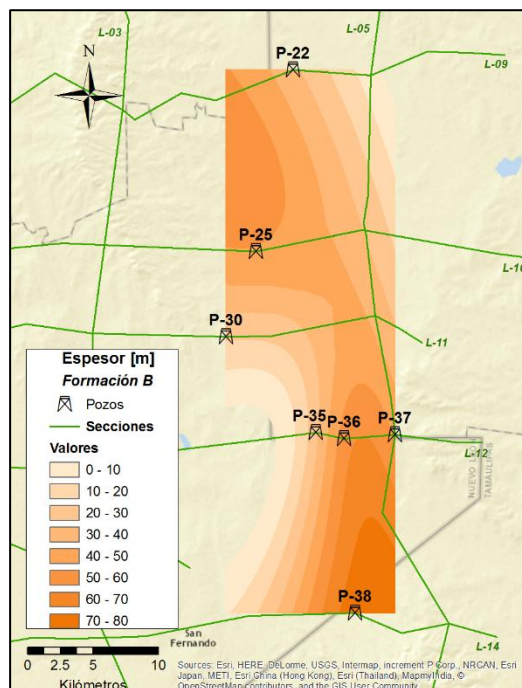 L-03
L-05
N
P-22
L-09
P-25
L-10
P-30
L-11
Espesor [m]
Formación B
Pozos
Secciones
Valores
0 - 10
10 - 20
20 - 30
30 - 40
40 - 50
50 - 60
60 - 70
70 - 80
P-35
P-36
P-37
L-12
NUEVO LEON
TAMAULIPAS
P-38
San
Fernando
L-14
0 2.5 5 10
Kilómetros
Sources: Esri, HERE, DeLorme, USGS, Intermap, increment P Corp., NRCAN, Esri
Japan, METI, Esri China (Hong Kong), Esri (Thailand), MapmyIndia, ©
OpenStreetMap contributors, and the GIS User Community